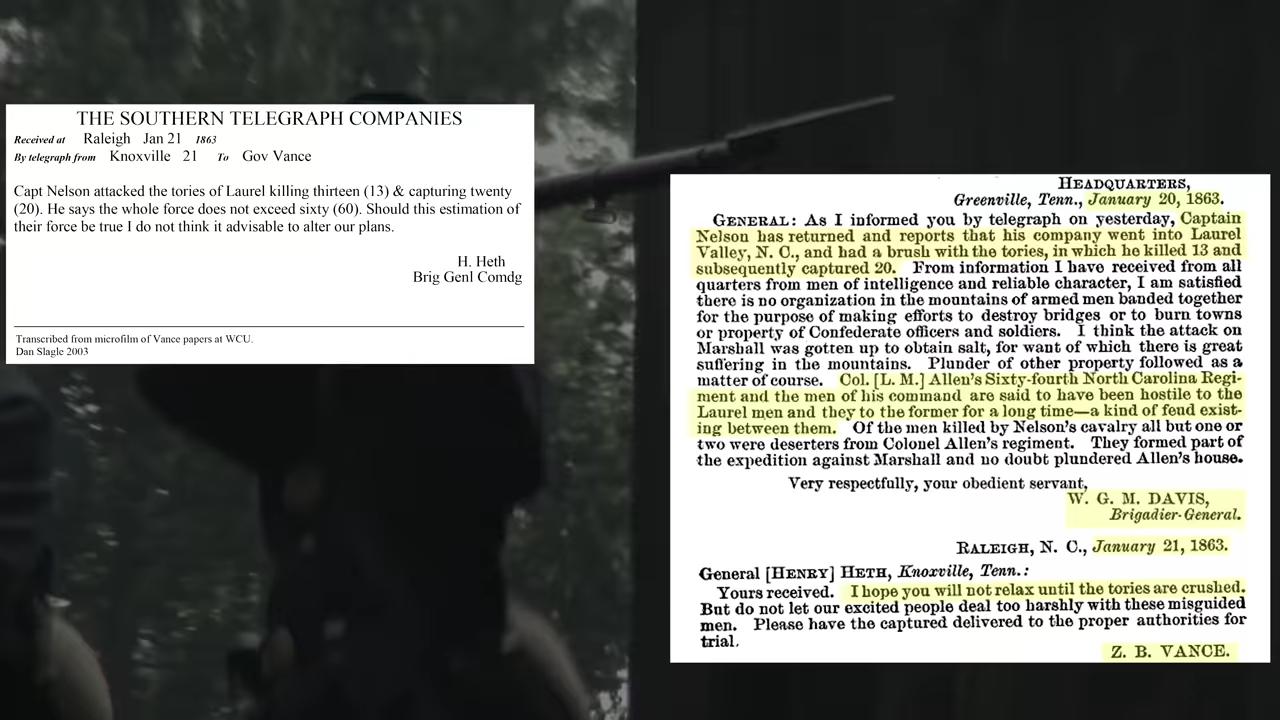 THE SOUTHERN TELEGRAPH COMPANIES
Received at Raleigh Jan 21 1863
By telegraph from Knoxville 21 To Gov Vance
Capt Nelson attacked the tories of Laurel killing thirteen (13) & capturing twenty
(20). He says the whole force does not exceed sixty (60). Should this estimation of
their force be true I do not think it advisable to alter our plans.
H. Heth
Brig Genl Comdg
Transcribed from microfilm of Vance papers at WCU.
Dan Slagle 2003
HEADQUARTERS,
Greenville, Tenn., January 20, 1863.
GENERAL: As I informed you by telegraph on yesterday, Captain
Nelson has returned and reports that his company went into Laurel
Valley, N. C., and had a brush with the tories, in which he killed 13 and
subsequently captured 20. From information I have received from all
quarters from men of intelligence and reliable character, I am satisfied
there is no organization in the mountains of armed men banded together
for the purpose of making efforts to destroy bridges or to burn towns
or property of Confederate officers and soldiers. I think the attack on
Marshall was gotten up to obtain salt, for want of which there is great
suffering in the mountains. Plunder of other property followed as a
matter of course. Col. [L. M.] Allen's Sixty-fourth North Carolina Regi-
ment and the men of his command are said to have been hostile to the
Laurel men and they to the former for a long time—a kind of feud exist-
ing between them. Of the men killed by Nelson's cavalry all but one or
two were deserters from Colonel Allen's regiment. They formed part of
the expedition against Marshall and no doubt plundered Allen's house.
Very respectfully, your obedient servant,
W. G. M. DAVIS,
Brigadier-General.
RALEIGH, N. C., January 21, 1863.
General [HENRY] HETH, Knoxville, Tenn.:
Yours received. I hope you will not relax until the tories are crushed.
But do not let our excited people deal too harshly with these misguided
men. Please have the captured delivered to the proper authorities for
trial.
Z. B. VANCE.